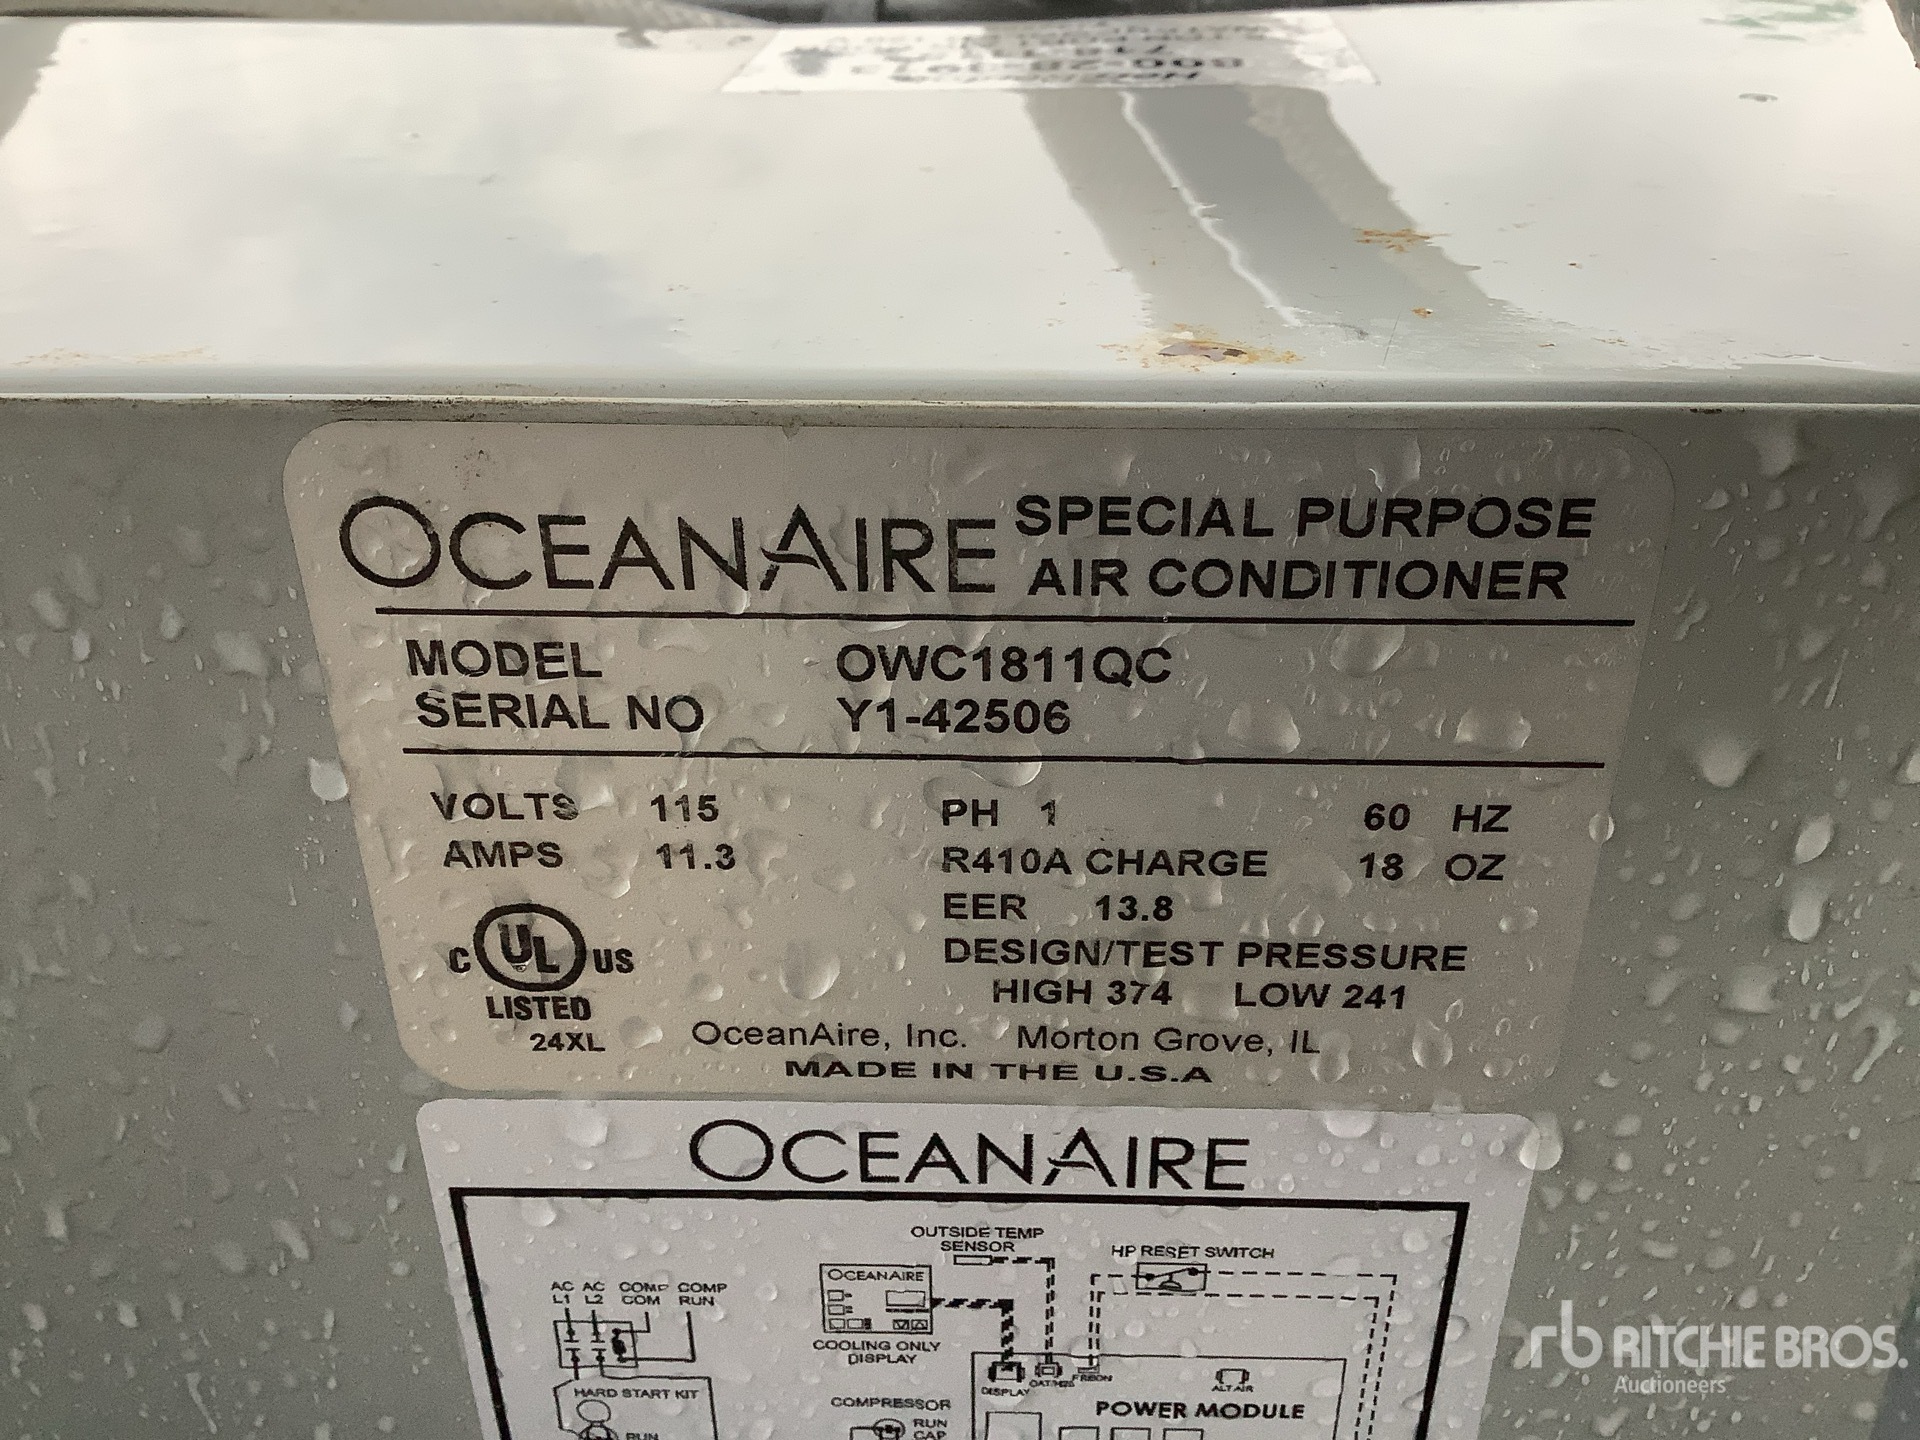 OCEANAIRE SPECIAL PURPOSE AIR CONDITIONER
MODEL OWC1811QC
SERIAL NO Y1-42506
VOLTS 115 PH 1 60 HZ
AMPS 11.3 R410A CHARGE 18 OZ
EER 13.8
DESIGN/TEST PRESSURE
HIGH 374 LOW 241
C UL US
LISTED
24XL
OceanAire, Inc. Morton Grove, IL
MADE IN THE U.S.A
OCEANAIRE
OUTSIDE TEMP
SENSOR
HP RESET SWITCH
AC L1 AC L2 COMP COM COMP RUN
OCEANAIRE
COOLING ONLY
DISPLAY
DISPLAY
ALT AIR
HARD START KIT
COMPRESSOR
POWER MODULE
RUN
CAP
RUN
rb RITCHIE BROS.
Auctioneers